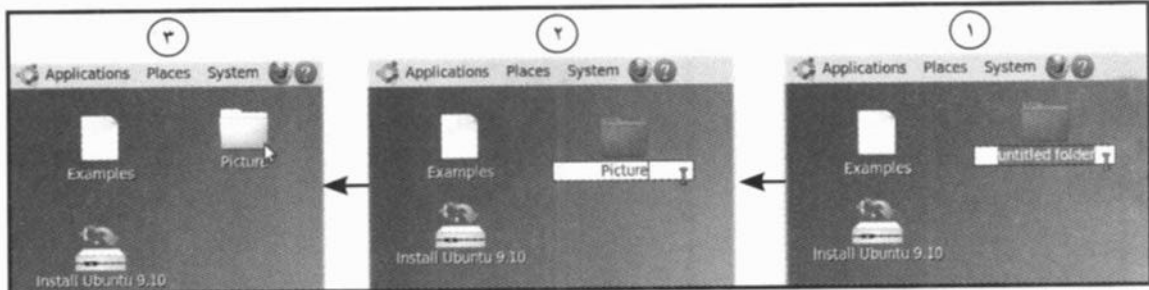 ١
Applications Places System
Examples
untitled folder
Install Ubuntu 9.10
٢
Applications Places System
Examples
Picture
Install Ubuntu 9.10
٣
Applications Places System
Examples
Picture
Install Ubuntu 9.10